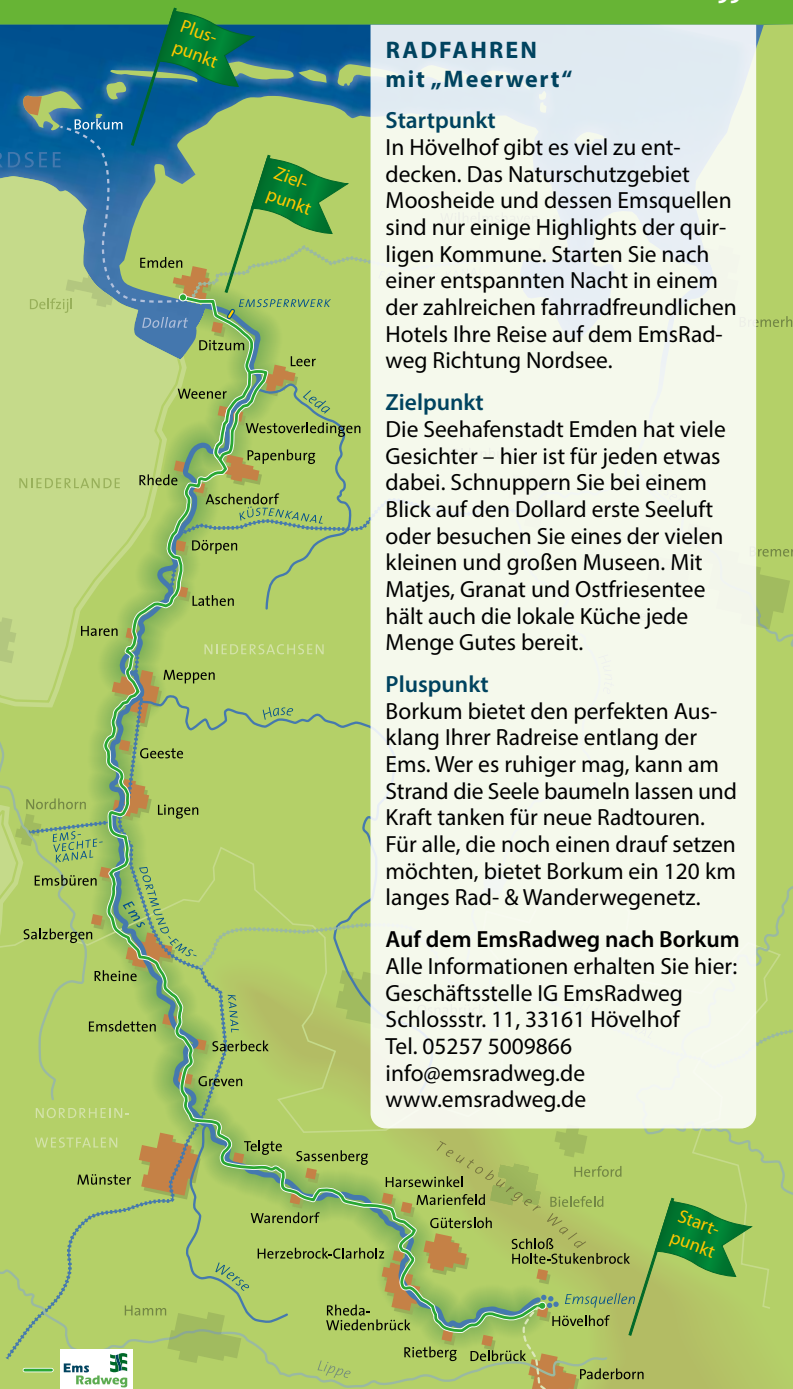 Plus-
punkt
Borkum
Ziel-
punkt
Emden
Delfzijl
EMSSPERRWERK
Dollart
Ditzum
Leer
Weener
Leda
Westoverledingen
Papenburg
NIEDERLANDE
Rhede
Aschendorf
KÜSTENKANAL
Dörpen
Lathen
Haren
NIEDERSACHSEN
Meppen
Hase
Geeste
Nordhorn
Lingen
EMS-
VECHTE-
KANAL
Emsbüren
DORTMUND-EMS-
KANAL
Ems
Salzbergen
Rheine
Emsdetten
Saerbeck
Greven
NORDRHEIN-
WESTFALEN
Münster
Telgte
Sassenberg
Warendorf
Harsewinkel
Marienfeld
Gütersloh
Teutoburger Wald
Herford
Bielefeld
Herzebrock-Clarholz
Schloß
Holte-Stukenbrock
Start-
punkt
Werse
Emsquellen
Hövelhof
Rheda-
Wiedenbrück
Hamm
Rietberg
Delbrück
Lippe
Paderborn
Ems
Radweg
RADFAHREN
mit „Meerwert“
Startpunkt
In Hövelhof gibt es viel zu ent-
decken. Das Naturschutzgebiet
Moosheide und dessen Emsquellen
sind nur einige Highlights der quir-
ligen Kommune. Starten Sie nach
einer entspannten Nacht in einem
der zahlreichen fahrradfreundlichen
Hotels Ihre Reise auf dem EmsRad-
weg Richtung Nordsee.
Zielpunkt
Die Seehafenstadt Emden hat viele
Gesichter – hier ist für jeden etwas
dabei. Schnuppern Sie bei einem
Blick auf den Dollard erste Seeluft
oder besuchen Sie eines der vielen
kleinen und großen Museen. Mit
Matjes, Granat und Ostfriesentee
hält auch die lokale Küche jede
Menge Gutes bereit.
Pluspunkt
Borkum bietet den perfekten Aus-
klang Ihrer Radreise entlang der
Ems. Wer es ruhiger mag, kann am
Strand die Seele baumeln lassen und
Kraft tanken für neue Radtouren.
Für alle, die noch einen drauf setzen
möchten, bietet Borkum ein 120 km
langes Rad- & Wanderwegenetz.
Auf dem EmsRadweg nach Borkum
Alle Informationen erhalten Sie hier:
Geschäftsstelle IG EmsRadweg
Schlossstr. 11, 33161 Hövelhof
Tel. 05257 5009866
info@emsradweg.de
www.emsradweg.de